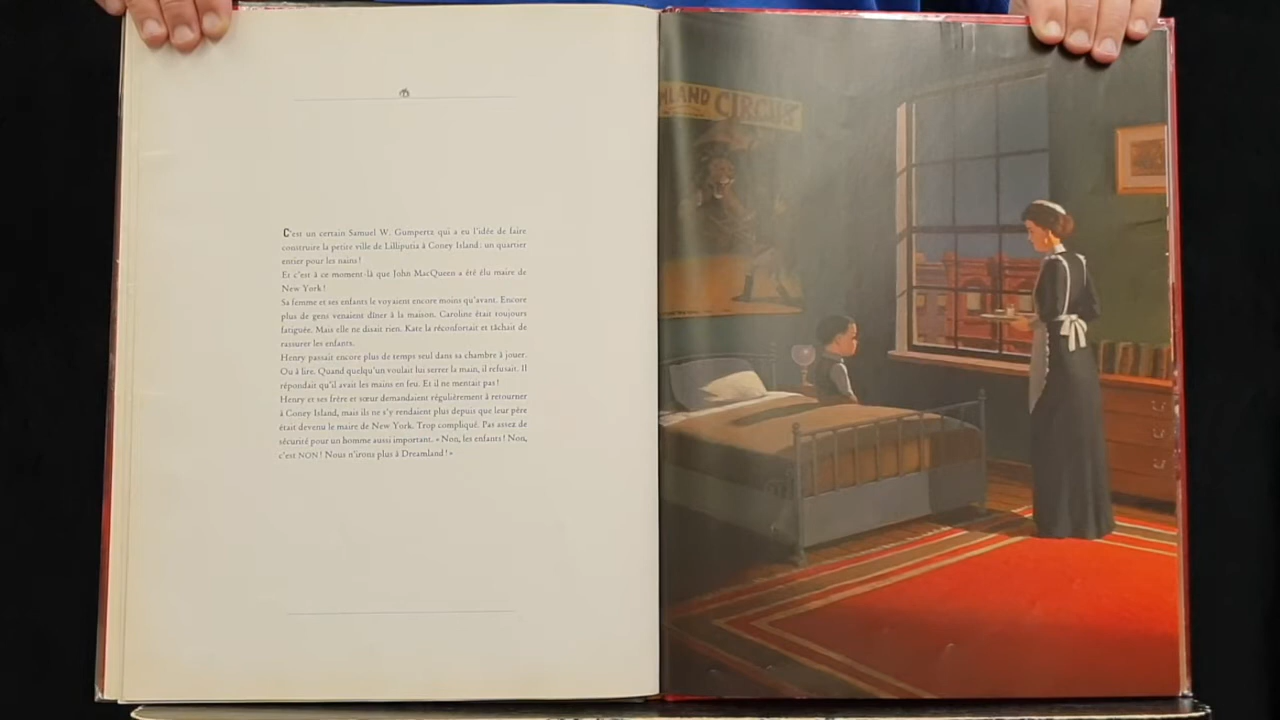 C'est un certain Samuel W. Gumpertz qui a eu l'idée de faire
construire la petite ville de Lilliputia à Coney Island : un quartier
entier pour les nains !
Et c'est à ce moment-là que John MacQueen a été élu maire de
New York !
Sa femme et ses enfants le voyaient encore moins qu'avant. Encore
plus de gens venaient dîner à la maison. Caroline était toujours
fatiguée. Mais elle ne disait rien. Kate la réconfortait et tâchait de
rassurer les enfants.
Henry passait encore plus de temps seul dans sa chambre à jouer.
Ou à lire. Quand quelqu'un voulait lui serrer la main, il refusait. Il
répondait qu'il avait les mains en feu. Et il ne mentait pas !
Henry et ses frère et sœur demandaient régulièrement à retourner
à Coney Island, mais ils ne s'y rendaient plus depuis que leur père
était devenu le maire de New York. Trop compliqué. Pas assez de
sécurité pour un homme aussi important. « Non, les enfants ! Non,
c'est NON ! Nous n'irons plus à Dreamland ! »
MLAND CIRCUS